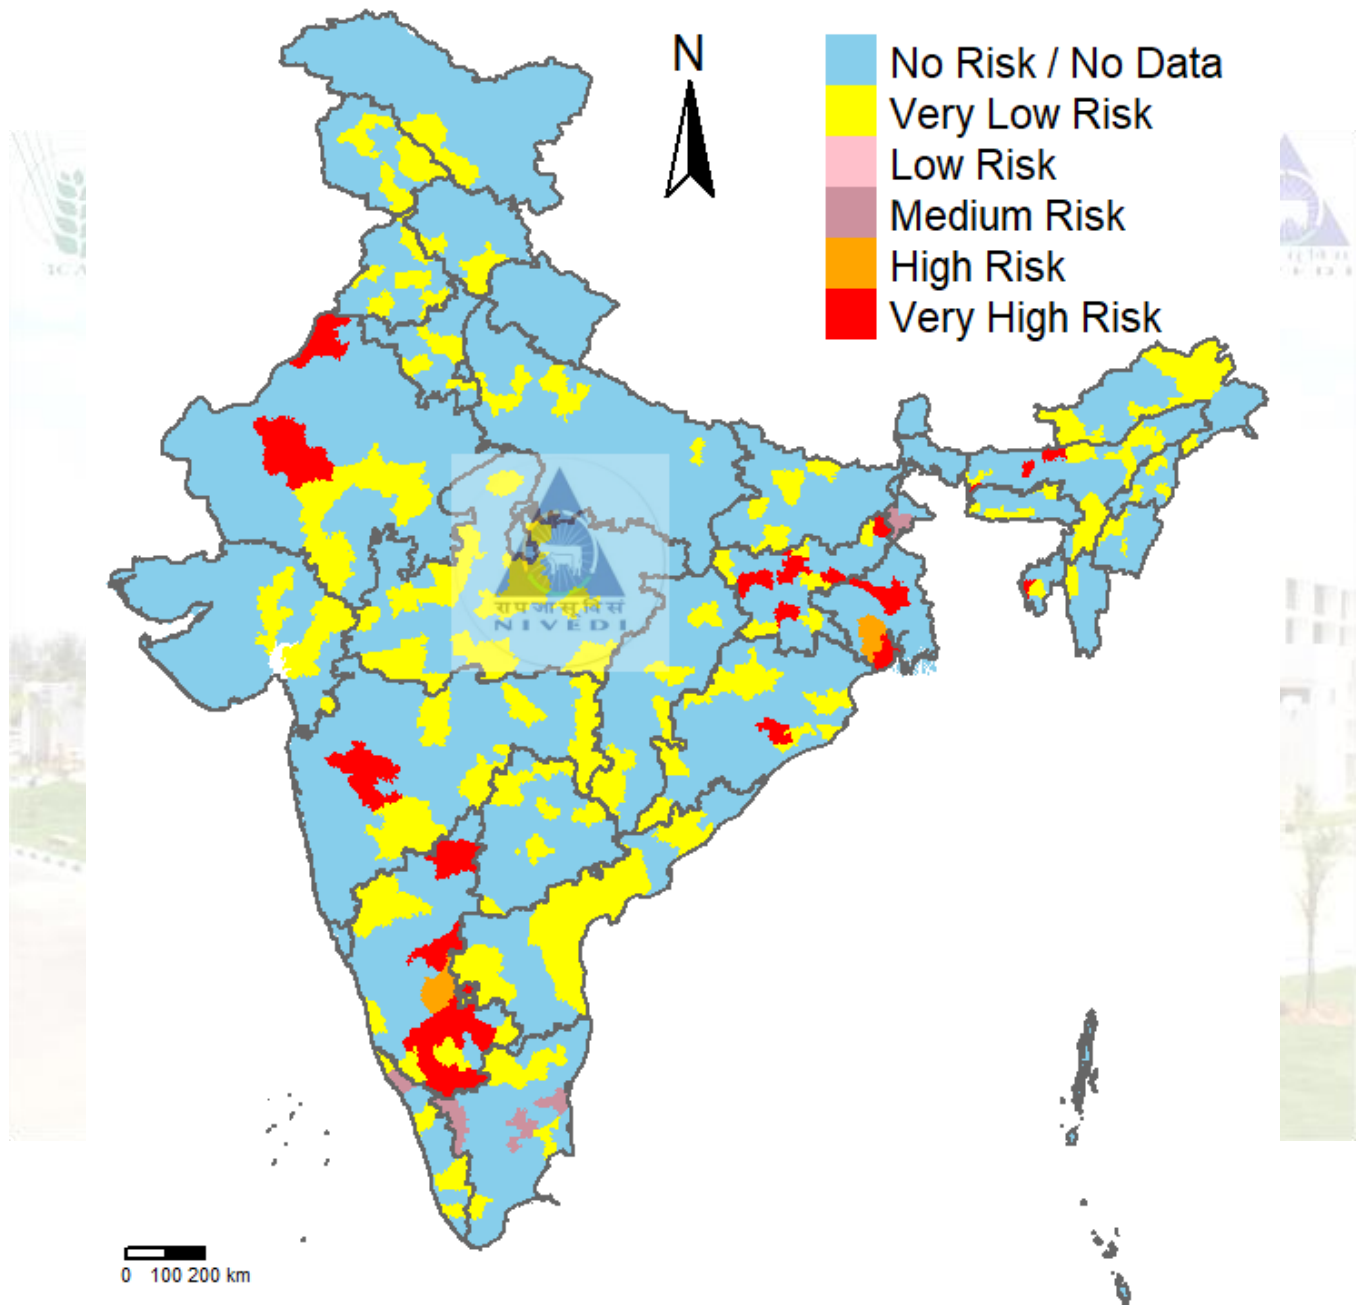 N
No Risk / No Data
Very Low Risk
Low Risk
Medium Risk
High Risk
Very High Risk
NIVEDI
0 100 200 km